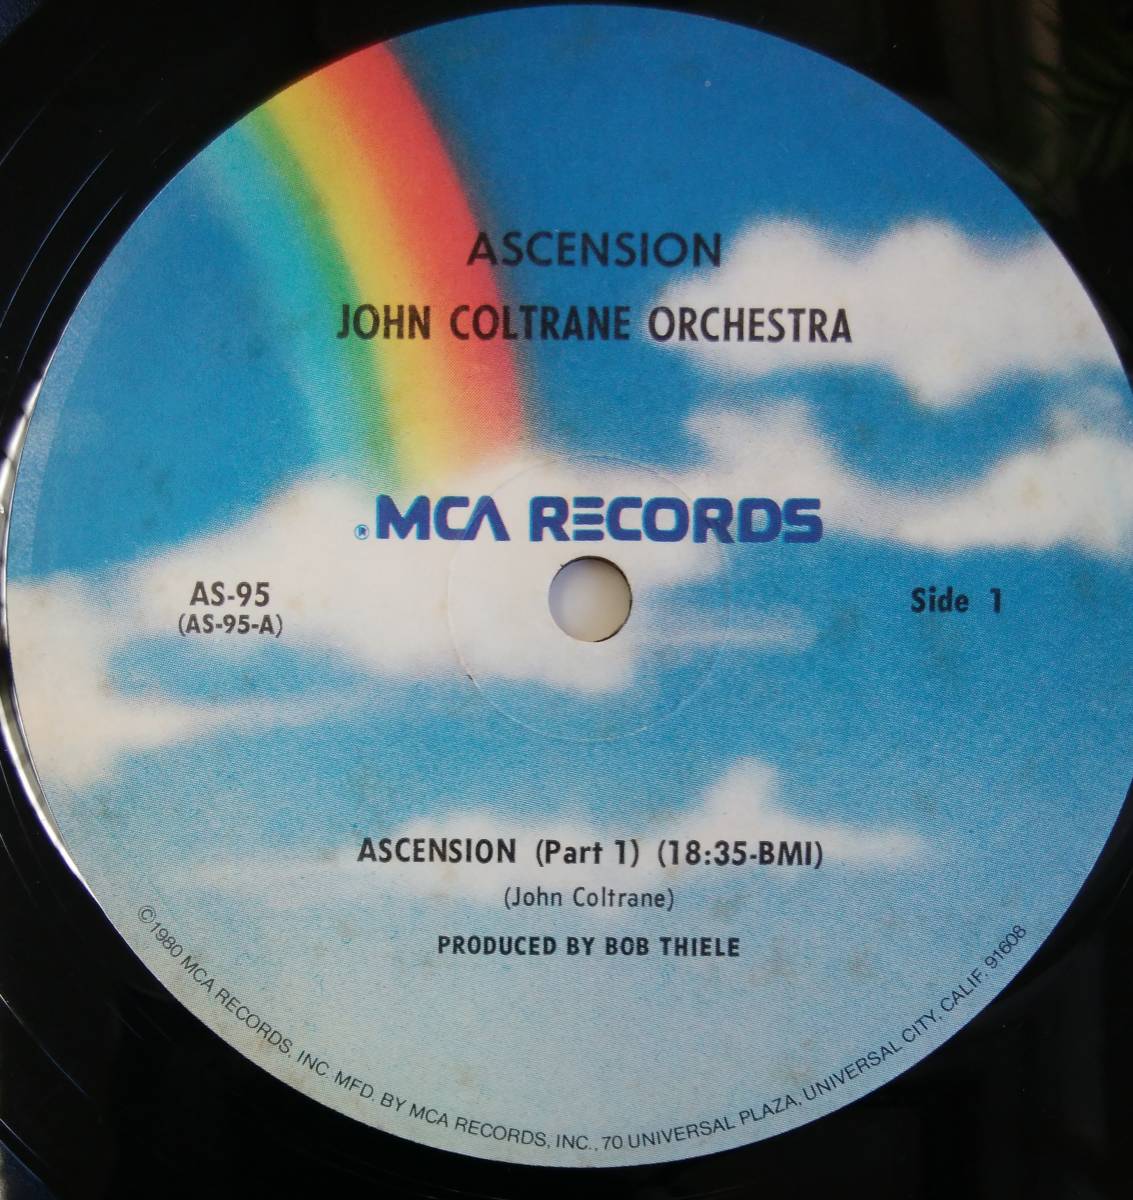 ASCENSION
JOHN COLTRANE ORCHESTRA
®MCA RECORDS
AS-95
(AS-95-A)
Side 1
ASCENSION (Part 1) (18:35-BMI)
(John Coltrane)
PRODUCED BY BOB THIELE
©1980 MCA RECORDS, INC. MFD. BY MCA RECORDS, INC., 70 UNIVERSAL PLAZA, UNIVERSAL CITY, CALIF. 91608